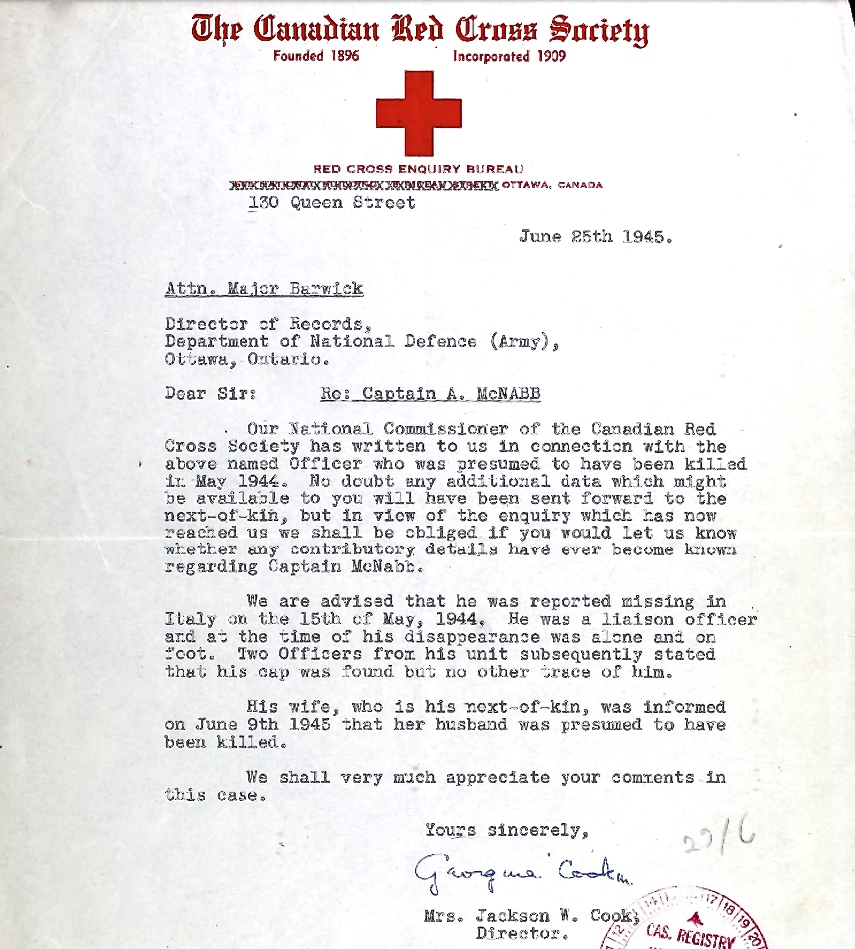 The Canadian Red Cross Society
Founded 1896 Incorporated 1909
RED CROSS ENQUIRY BUREAU
OTTAWA, CANADA
130 Queen Street
June 25th 1945.
Attn. Major Barwick
Director of Records,
Department of National Defence (Army),
Ottawa, Ontario.
Dear Sir: Re: Captain A. McNABB
Our National Commissioner of the Canadian Red
Cross Society has written to us in connection with the
above named Officer who was presumed to have been killed
in May 1944. No doubt any additional data which might
be available to you will have been sent forward to the
next-of-kin, but in view of the enquiry which has now
reached us we shall be obliged if you would let us know
whether any contributory details have ever become known
regarding Captain McNabb.
We are advised that he was reported missing in
Italy on the 15th of May, 1944. He was a liaison officer
and at the time of his disappearance was alone and on
foot. Two Officers from his unit subsequently stated
that his cap was found but no other trace of him.
His wife, who is his next-of-kin, was informed
on June 9th 1945 that her husband was presumed to have
been killed.
We shall very much appreciate your comments in
this case.
Yours sincerely,
29/6
Mrs. Jackson W. Cook,
Director.
12 14 17 18 19 20
CAS. REGISTRY